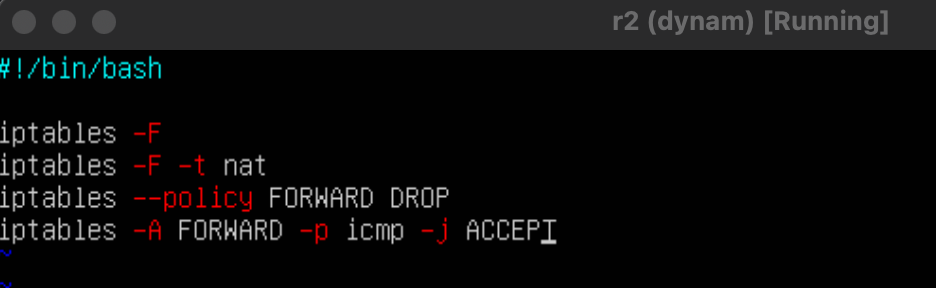 r2 (dynam) [Running]
#!/bin/bash
iptables -F
iptables -F -t nat
iptables --policy FORWARD DROP
iptables -A FORWARD -p icmp -j ACCEPT
~
~